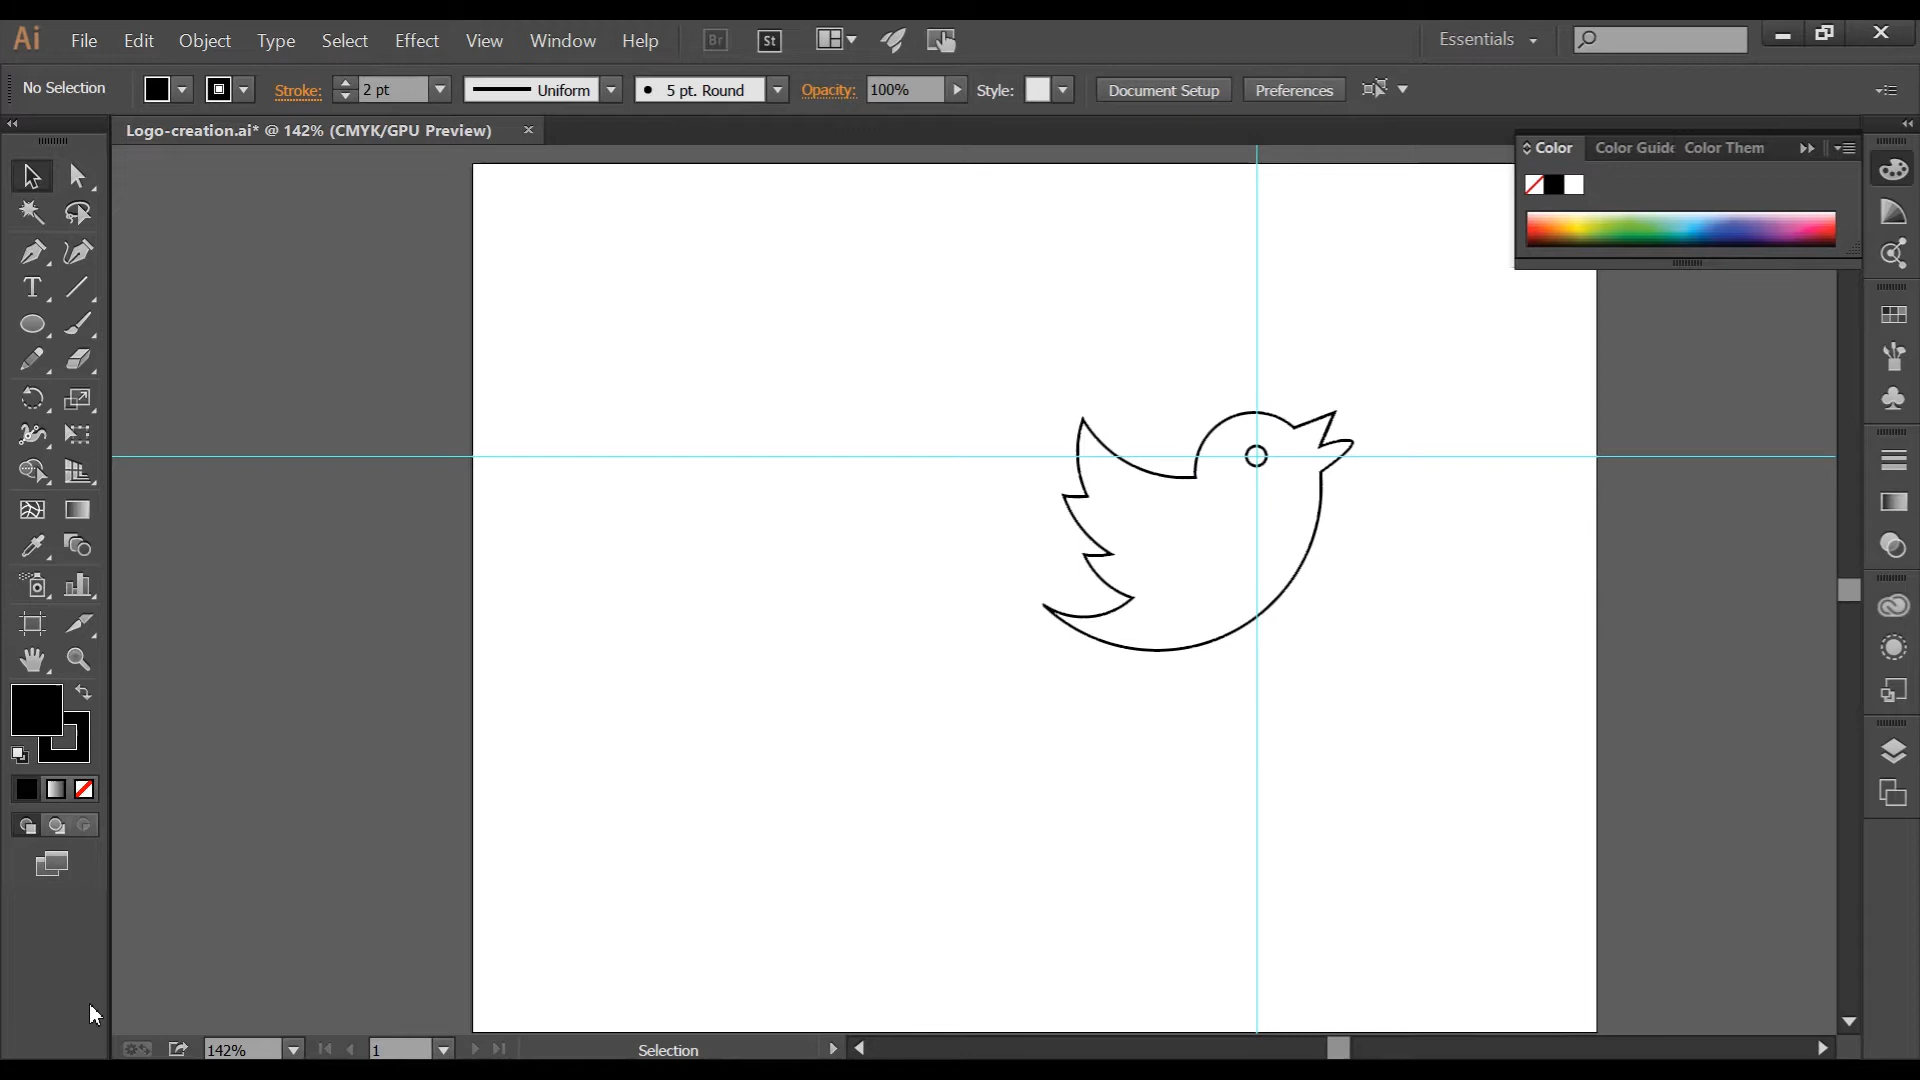 Ai File Edit Object Type Select Effect View Window Help Br St Essentials
No Selection Stroke: 2 pt Uniform 5 pt. Round Opacity: 100% Style: Document Setup Preferences
Logo-creation.ai* @ 142% (CMYK/GPU Preview)
Color Color Guide Color Them
T
142% 1 Selection